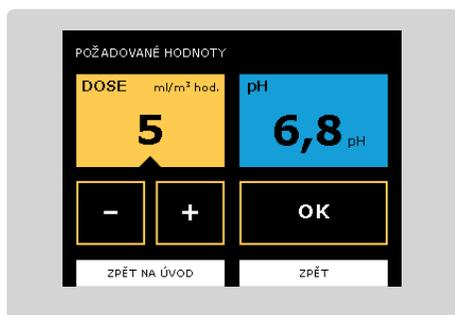 POŽADOVANÉ HODNOTY
DOSE ml/m³ hod.
5
pH
6,8 pH
- +
OK
ZPĚT NA ÚVOD
ZPĚT